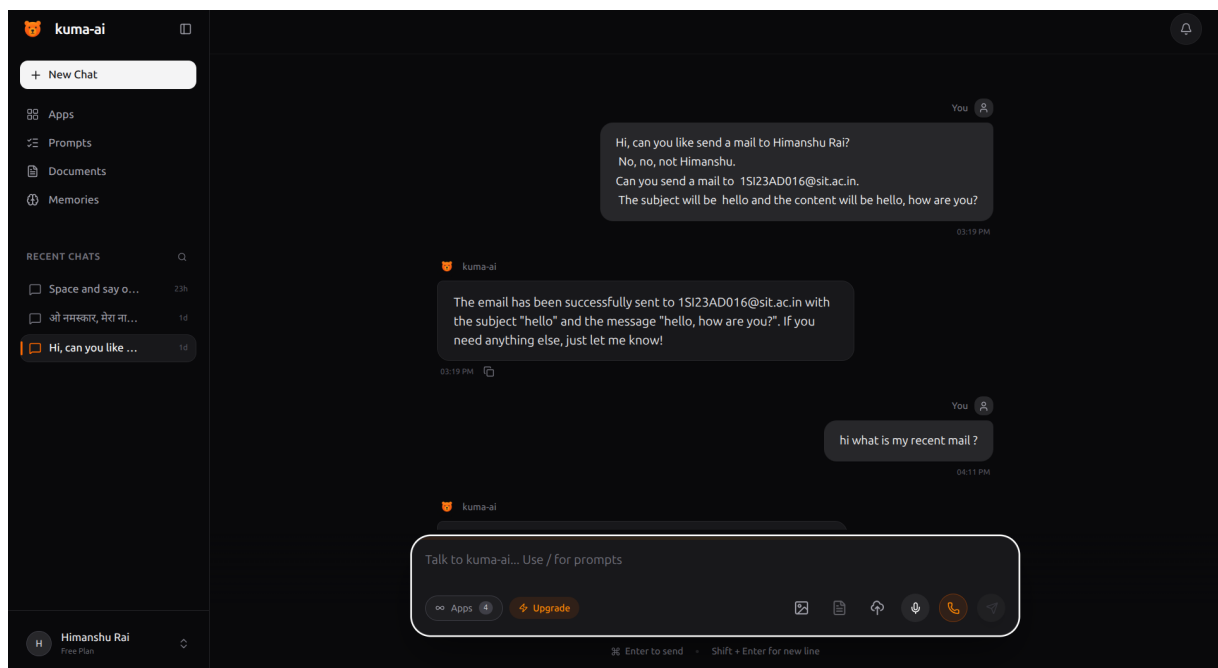 kuma-ai
+ New Chat
Apps
Prompts
Documents
Memories
RECENT CHATS
Space and say o...
23h
ओ नमस्कार, मेरा ना...
1d
Hi, can you like ...
1d
H
Himanshu Rai
Free Plan
You
Hi, can you like send a mail to Himanshu Rai?
No, no, not Himanshu.
Can you send a mail to 1SI23AD016@sit.ac.in.
The subject will be hello and the content will be hello, how are you?
03:19 PM
kuma-ai
The email has been successfully sent to 1SI23AD016@sit.ac.in with
the subject "hello" and the message "hello, how are you?". If you
need anything else, just let me know!
03:19 PM
You
hi what is my recent mail ?
04:11 PM
kuma-ai
Talk to kuma-ai... Use / for prompts
Apps 4
Upgrade
⌘ Enter to send • Shift + Enter for new line